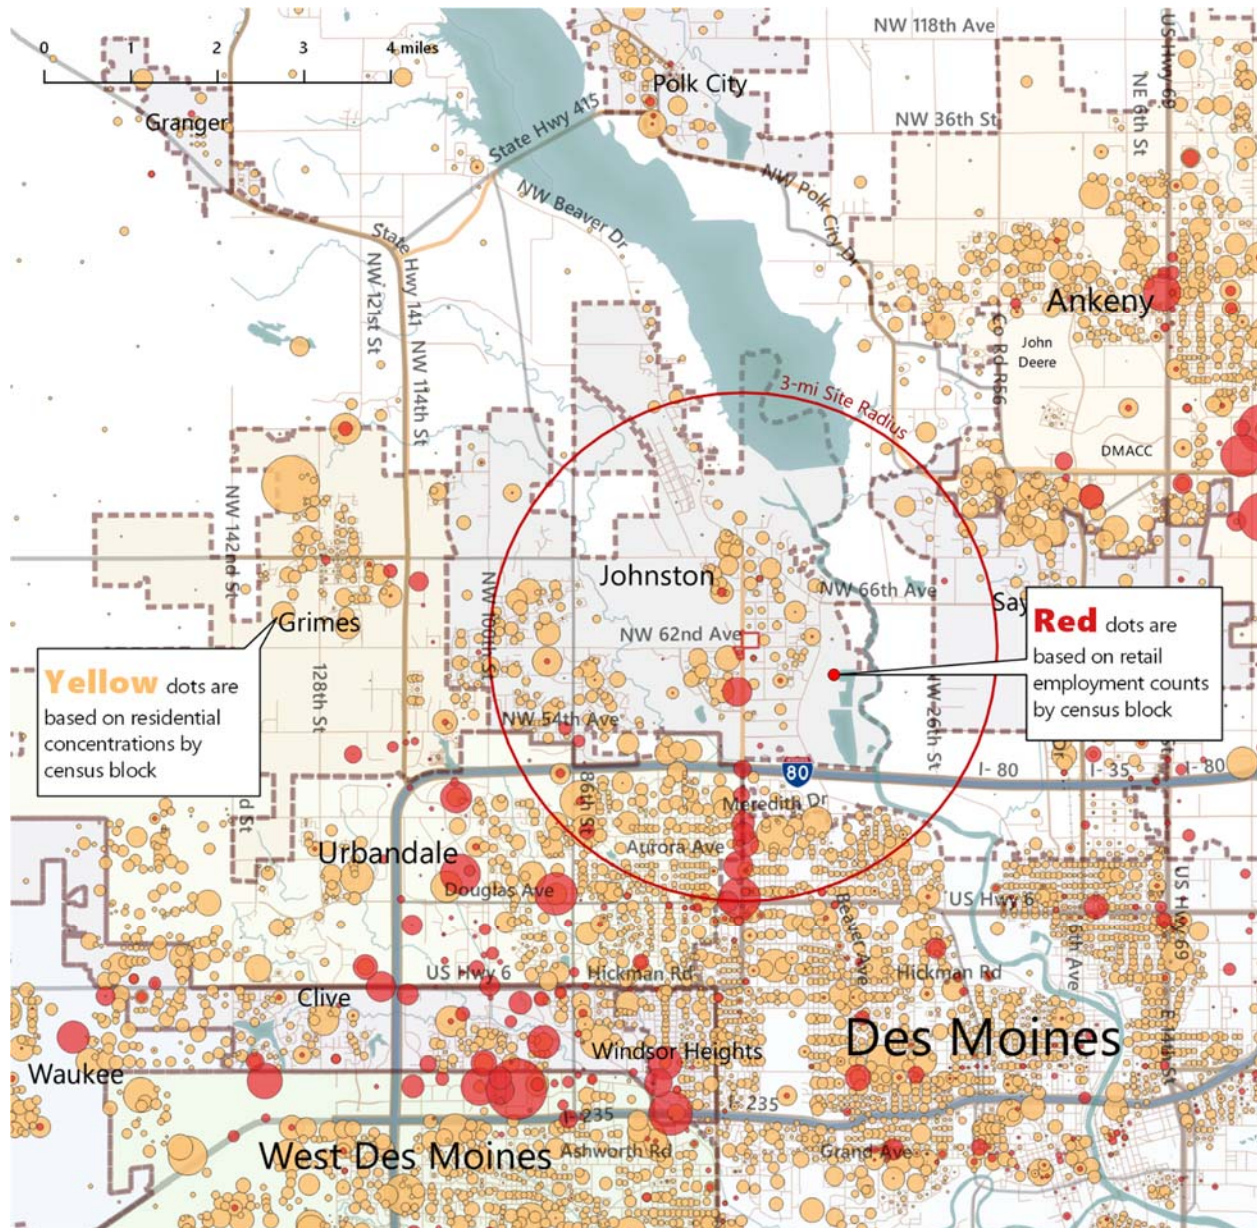 NW 118th Ave
US Hwy 69
0 1 2 3 4 miles
Polk City
NE 6th St
Granger
State Hwy 415
NW 36th St
NW Beaver Dr
NW Polk City Dr
State Hwy 141
NW 121st St
NW 114th St
Ankeny
Co Rd R56
John
Deere
3-mi Site Radius
DMACC
NW 142nd St
Johnston
NW 66th Ave
NW 100th St
Grimes
NW 62nd Ave
Say
Red dots are
based on retail
employment counts
by census block
Yellow dots are
based on residential
concentrations by
census block
128th St
NW 54th Ave
NW 26th St
Dr
I- 80
I- 35
I- 80
80
d St
86th St
Meredith Dr
Urbandale
Aurora Ave
Douglas Ave
Beaver Ave
US Hwy 6
US Hwy 69
6th Ave
US Hwy 6
Hickman Rd
Hickman Rd
Clive
Des Moines
Windsor Heights
Waukee
I- 235
I- 235
West Des Moines
Ashworth Rd
Grand Ave